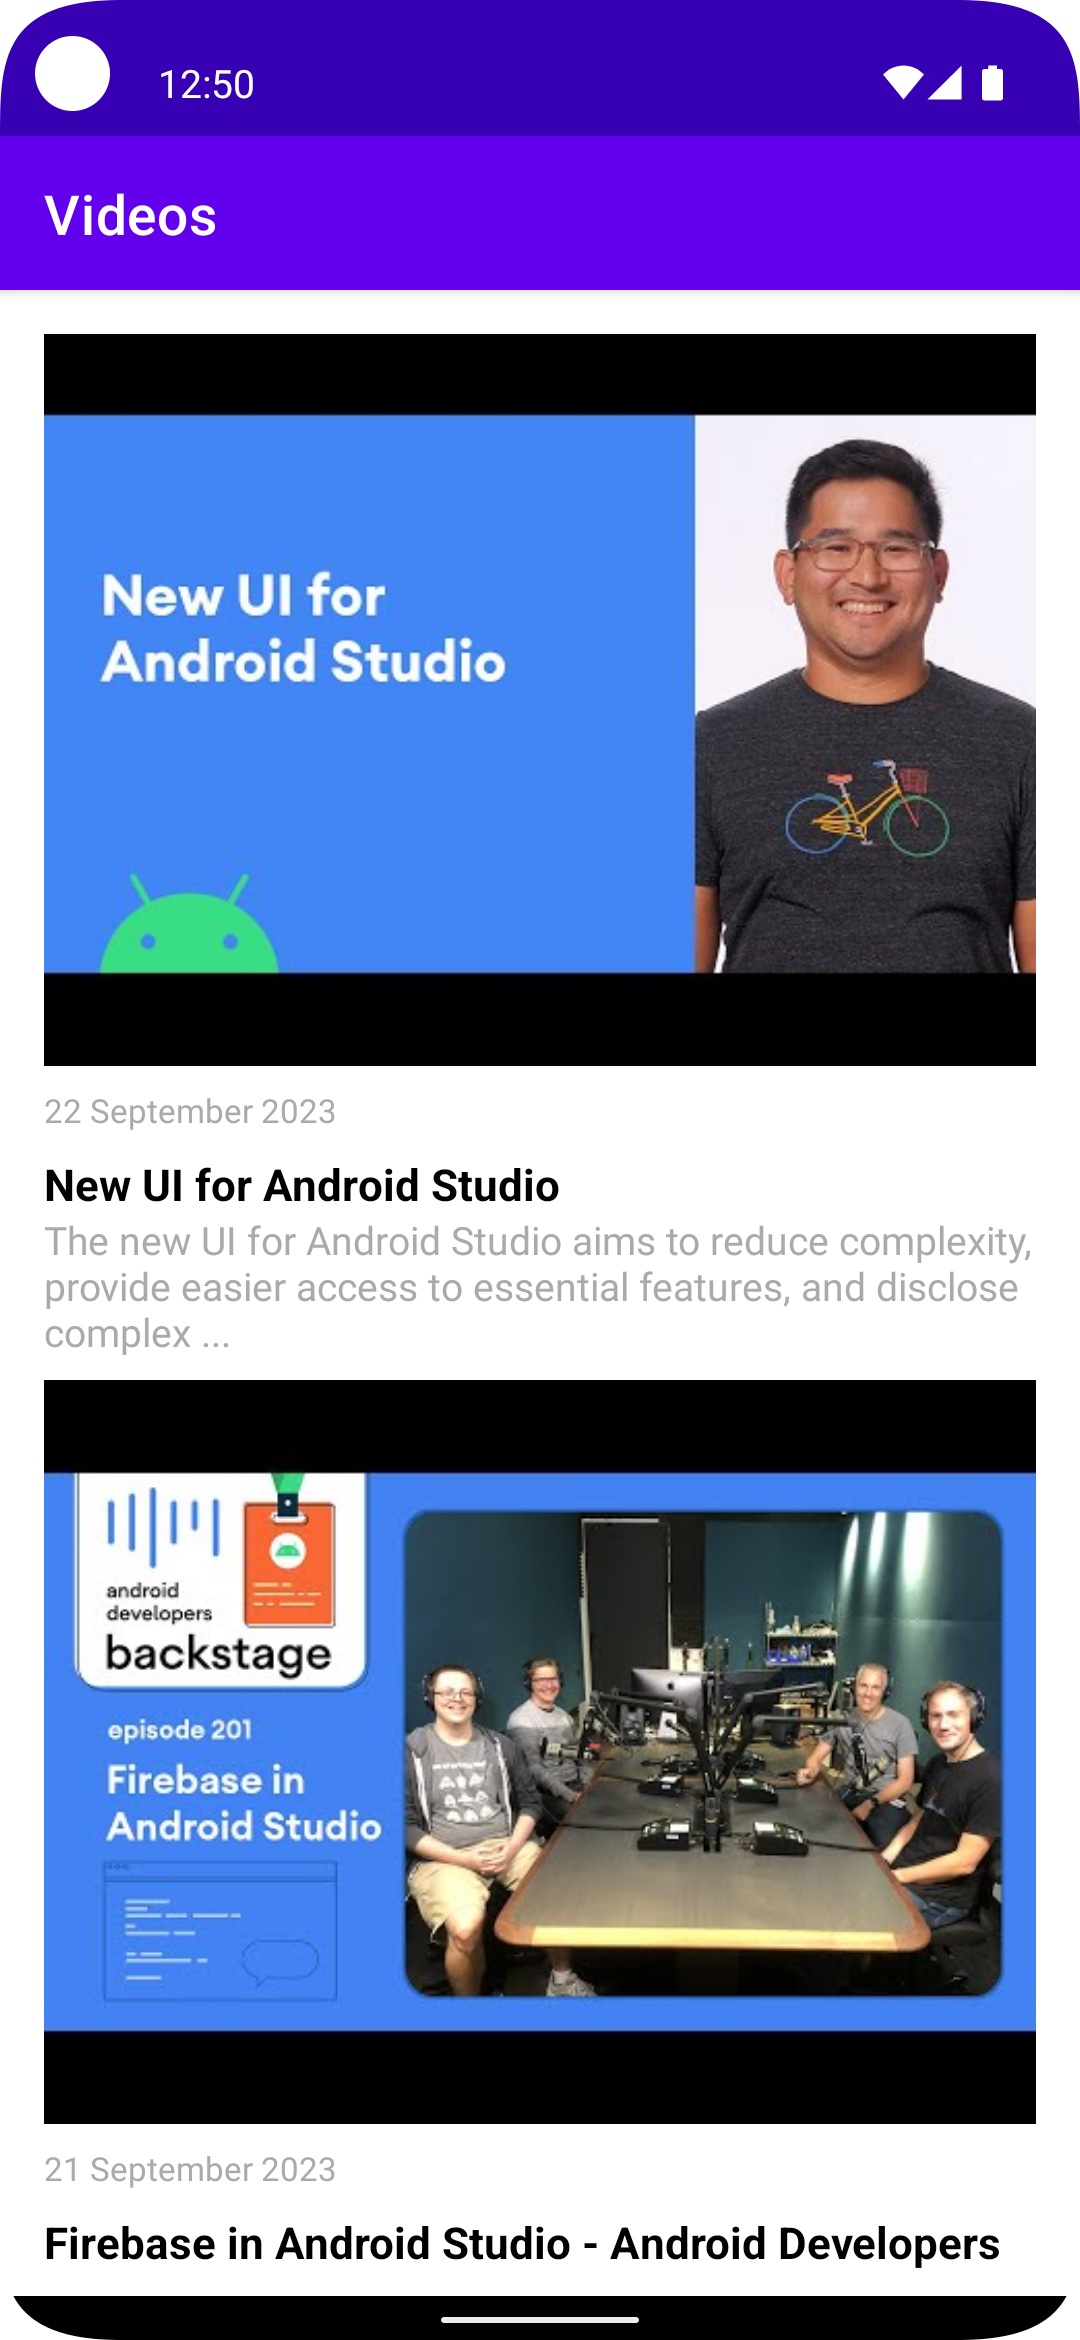 12:50
Videos
New UI for
Android Studio
22 September 2023
New UI for Android Studio
The new UI for Android Studio aims to reduce complexity,
provide easier access to essential features, and disclose
complex ...
android
developers
backstage
episode 201
Firebase in
Android Studio
21 September 2023
Firebase in Android Studio - Android Developers